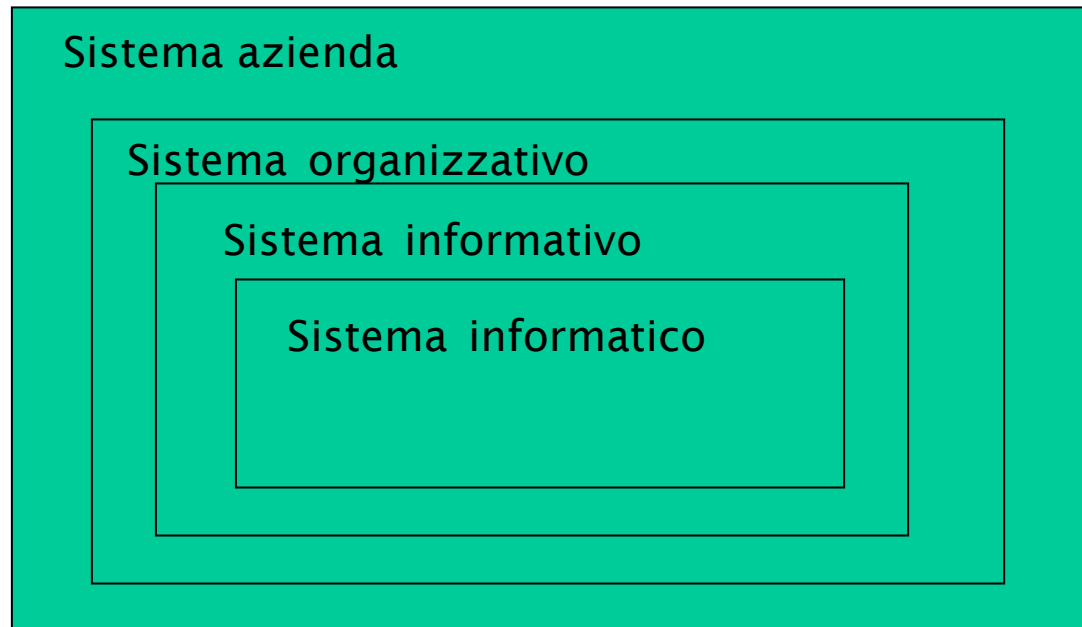 Sistema azienda
Sistema organizzativo
Sistema informativo
Sistema informatico